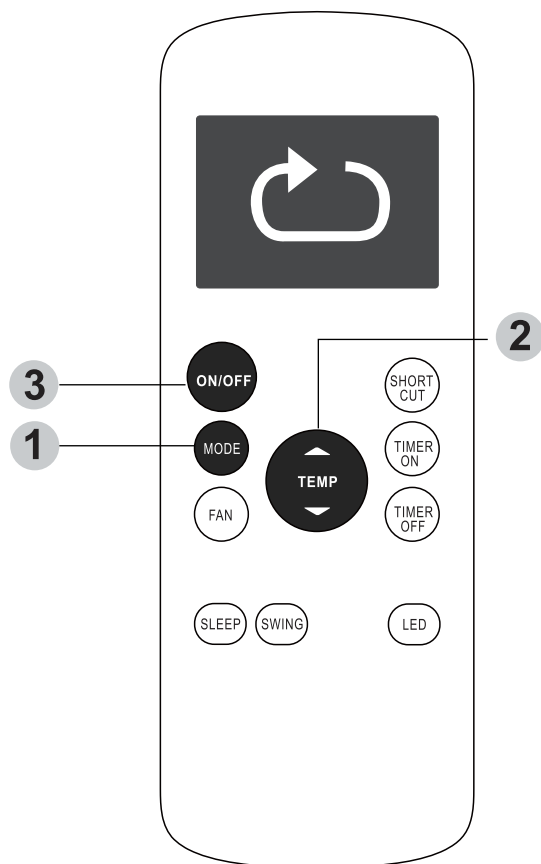 2
ON/OFF
3
SHORT
CUT
1
MODE
TEMP
TIMER
ON
FAN
TIMER
OFF
SLEEP
SWING
LED